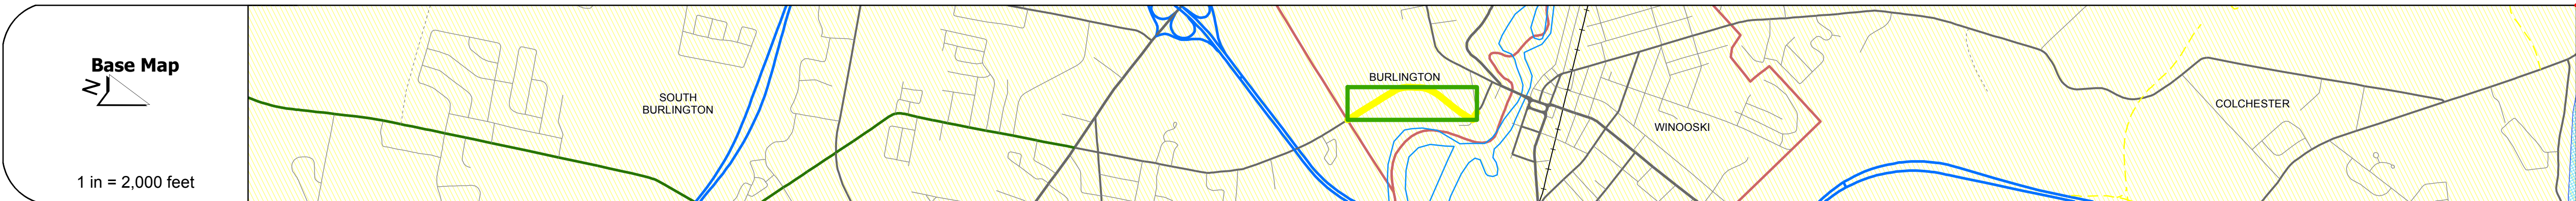 Base Map
N
1 in = 2,000 feet
SOUTH
BURLINGTON
BURLINGTON
WINOOSKI
COLCHESTER